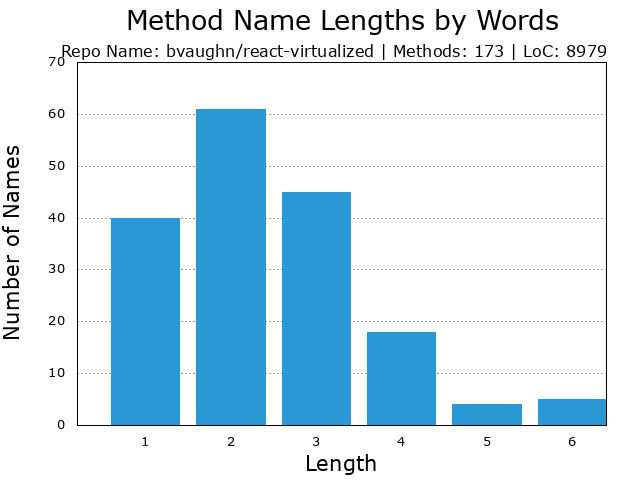 Method Name Lengths by Words
Repo Name: bvaughn/react-virtualized | Methods: 173 | LoC: 8979
70
60
50
40
30
20
10
0
Number of Names
1 2 3 4 5 6
Length